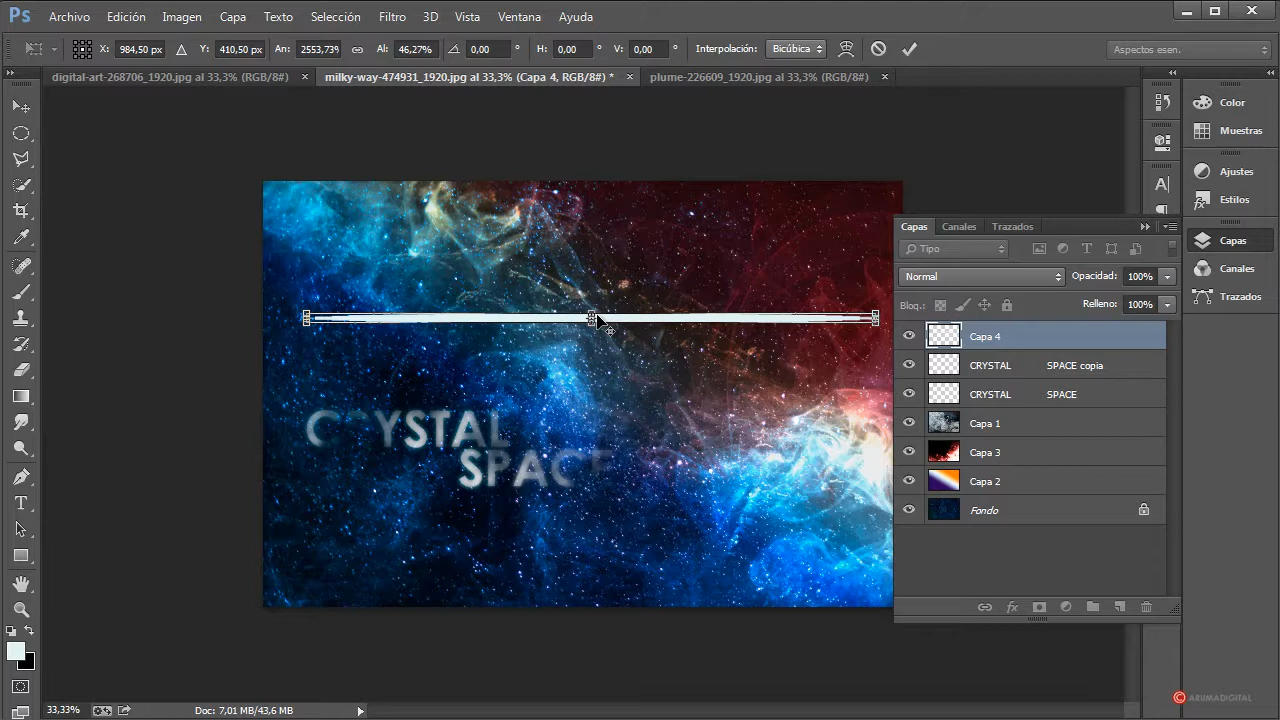 Ps Archivo Edición Imagen Capa Texto Selección Filtro 3D Vista Ventana Ayuda
X: 984,50 px Y: 410,50 px An: 2553,73% Al: 46,27% 0,00 ° H: 0,00 ° V: 0,00 ° Interpolación: Bicúbica Aspectos esen.
digital-art-268706_1920.jpg al 33,3% (RGB/8#) × milky-way-474931_1920.jpg al 33,3% (Capa 4, RGB/8#) * × plume-226609_1920.jpg al 33,3% (RGB/8#) ×
Color
Muestras
Ajustes
Estilos
Capas
Canales
Trazados
Capas Canales Trazados
Tipo
Normal Opacidad: 100%
Bloq.: Relleno: 100%
Capa 4
CRYSTAL SPACE copia
CRYSTAL SPACE
Capa 1
Capa 3
Capa 2
Fondo
CRYSTAL
SPACE
33,33% Doc: 7,01 MB/43,6 MB
© ARUMADIGITAL